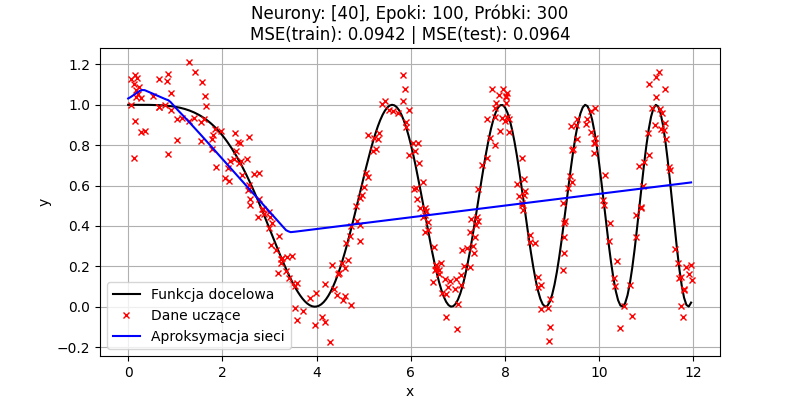 Neurony: [40], Epoki: 100, Próbki: 300
MSE(train): 0.0942 | MSE(test): 0.0964
1.2
1.0
0.8
0.6
0.4
0.2
0.0
−0.2
y
Funkcja docelowa
Dane uczące
Aproksymacja sieci
0 2 4 6 8 10 12
x